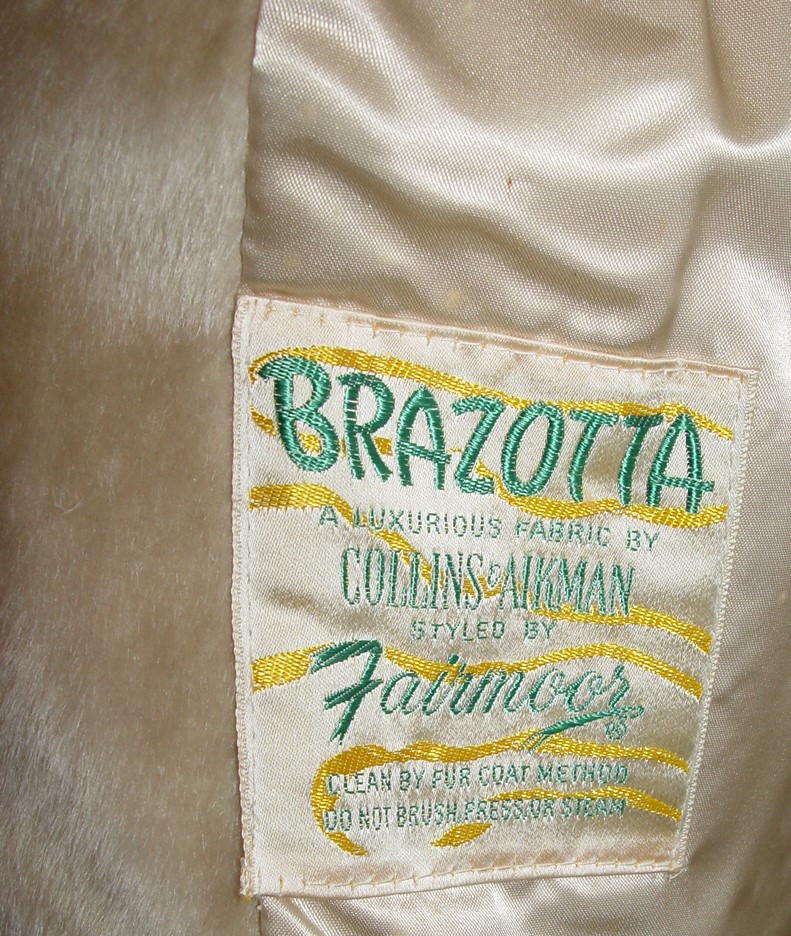 BRAZOTTA
A LUXURIOUS FABRIC BY
COLLINS & AIKMAN
STYLED BY
Fairmoor ®
CLEAN BY FUR COAT METHOD
DO NOT BRUSH, PRESS, OR STEAM